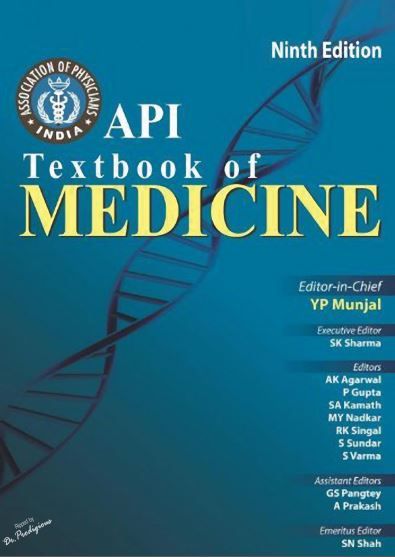 Ninth Edition
ASSOCIATION OF PHYSICIANS
INDIA
API
Textbook of
MEDICINE
Editor-in-Chief
YP Munjal
Executive Editor
SK Sharma
Editors
AK Agarwal
P Gupta
SA Kamath
MY Nadkar
RK Singal
S Sundar
S Varma
Assistant Editors
GS Pangtey
A Prakash
Emeritus Editor
SN Shah
Dr. Prodigious